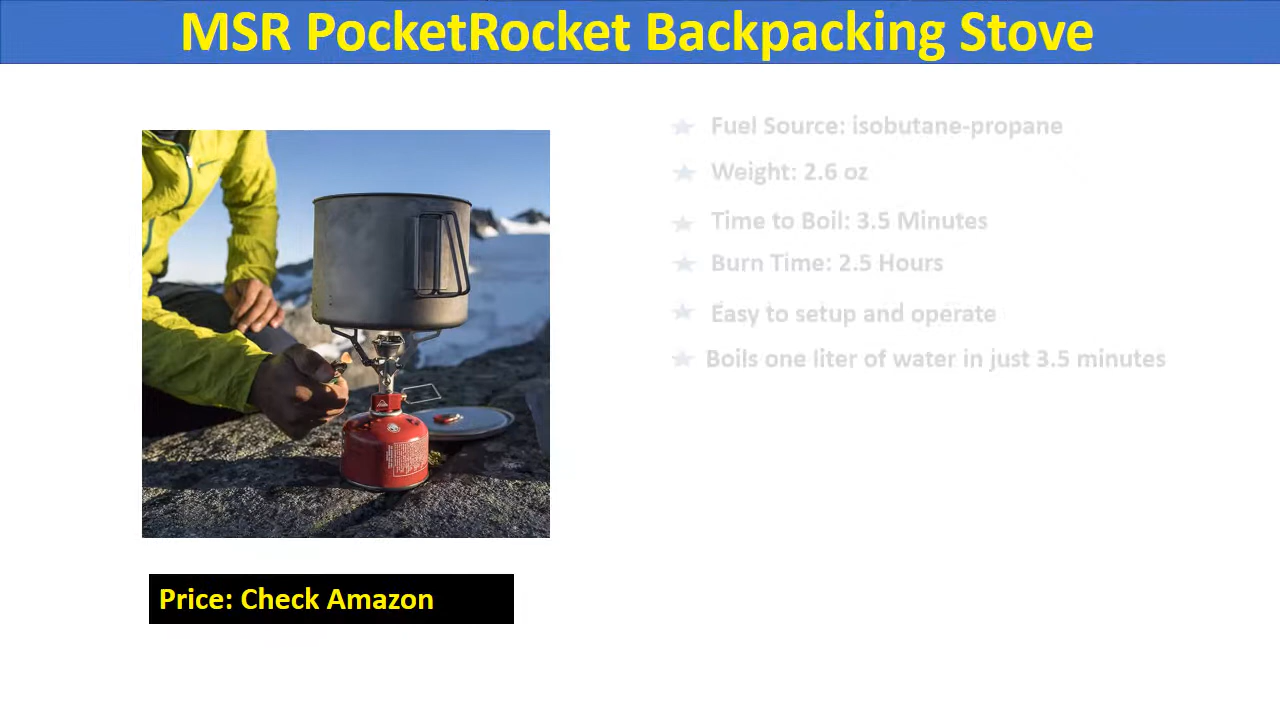 MSR PocketRocket Backpacking Stove
Fuel Source: isobutane-propane
Weight: 2.6 oz
Time to Boil: 3.5 Minutes
Burn Time: 2.5 Hours
Easy to setup and operate
Boils one liter of water in just 3.5 minutes
Price: Check Amazon